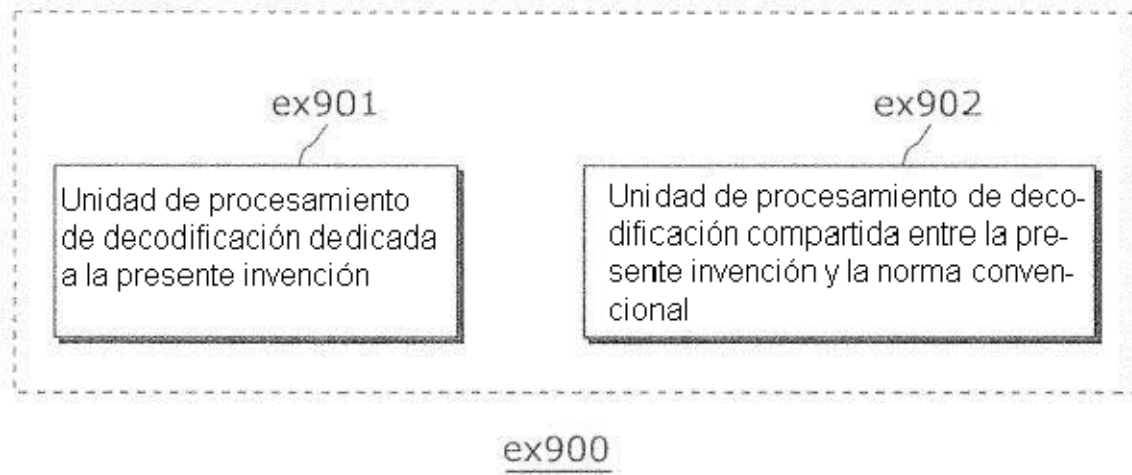 ex901
Unidad de procesamiento
de decodificación dedicada
a la presente invención
ex902
Unidad de procesamiento de deco-
dificación compartida entre la pre-
sente invención y la norma conven-
cional
ex900